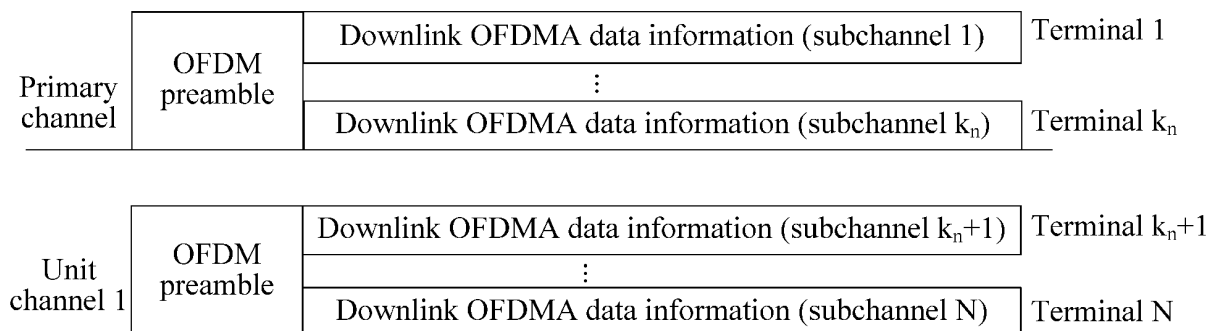 Downlink OFDMA data information (subchannel 1)
Terminal 1
OFDM
preamble
⋮
Primary
channel
Downlink OFDMA data information (subchannel kn)
Terminal kn
Downlink OFDMA data information (subchannel kn+1)
Terminal kn+1
OFDM
preamble
⋮
Unit
channel 1
Downlink OFDMA data information (subchannel N)
Terminal N